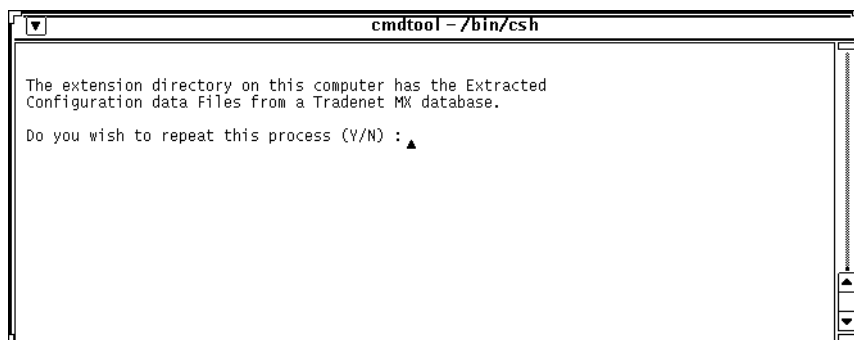 cmdtool – /bin/csh
The extension directory on this computer has the Extracted
Configuration data Files from a Tradenet MX database.
Do you wish to repeat this process (Y/N) :